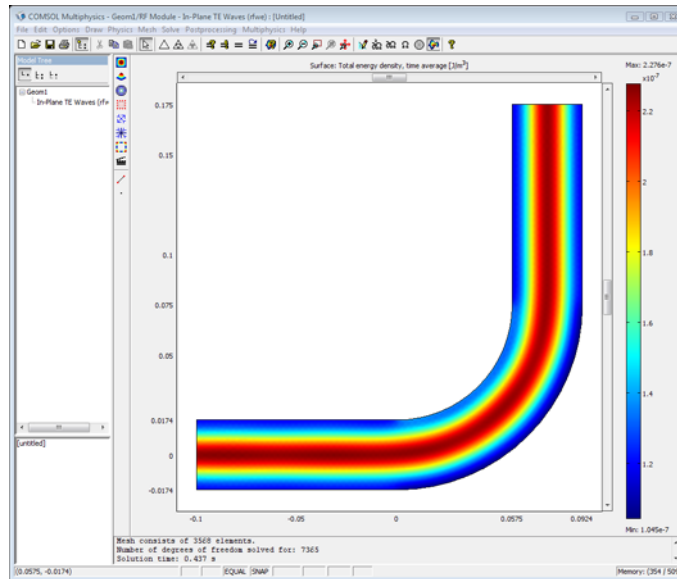 COMSOL Multiphysics - Geom1/RF Module - In-Plane TE Waves (rfwe) : [Untitled]
File Edit Options Draw Physics Mesh Solve Postprocessing Multiphysics Help
Model Tree
Geom1
In-Plane TE Waves (rfw
[untitled]
Surface: Total energy density, time average [J/m³]
Max: 2.276e-7
x10⁻⁷
0.175
0.15
0.1
0.075
0.05
0.0174
0
-0.0174
-0.1
-0.05
0
0.0575
0.0924
2.2
2
1.8
1.6
1.4
1.2
Min: 1.045e-7
Mesh consists of 3568 elements.
Number of degrees of freedom solved for: 7365
Solution time: 0.437 s
(0.0575, -0.0174)
EQUAL
SNAP
Memory: (354 / 509